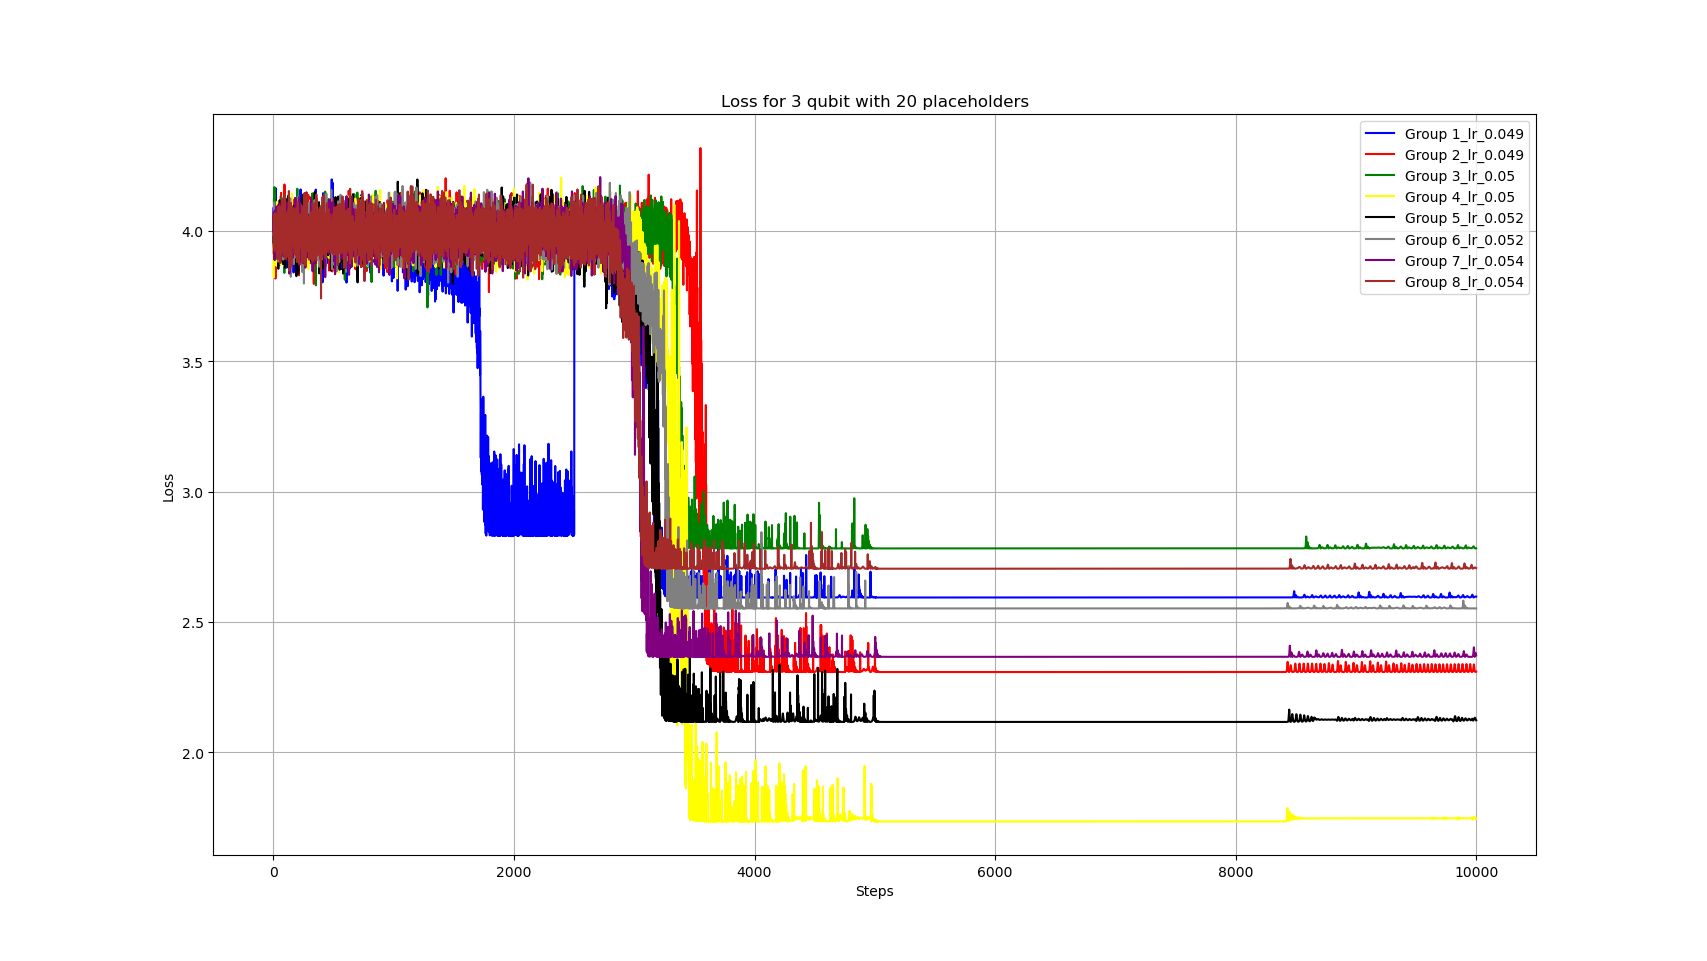 Loss for 3 qubit with 20 placeholders
Group 1_lr_0.049
Group 2_lr_0.049
Group 3_lr_0.05
Group 4_lr_0.05
Group 5_lr_0.052
Group 6_lr_0.052
Group 7_lr_0.054
Group 8_lr_0.054
4.0
3.5
3.0
2.5
2.0
Loss
0 2000 4000 6000 8000 10000
Steps